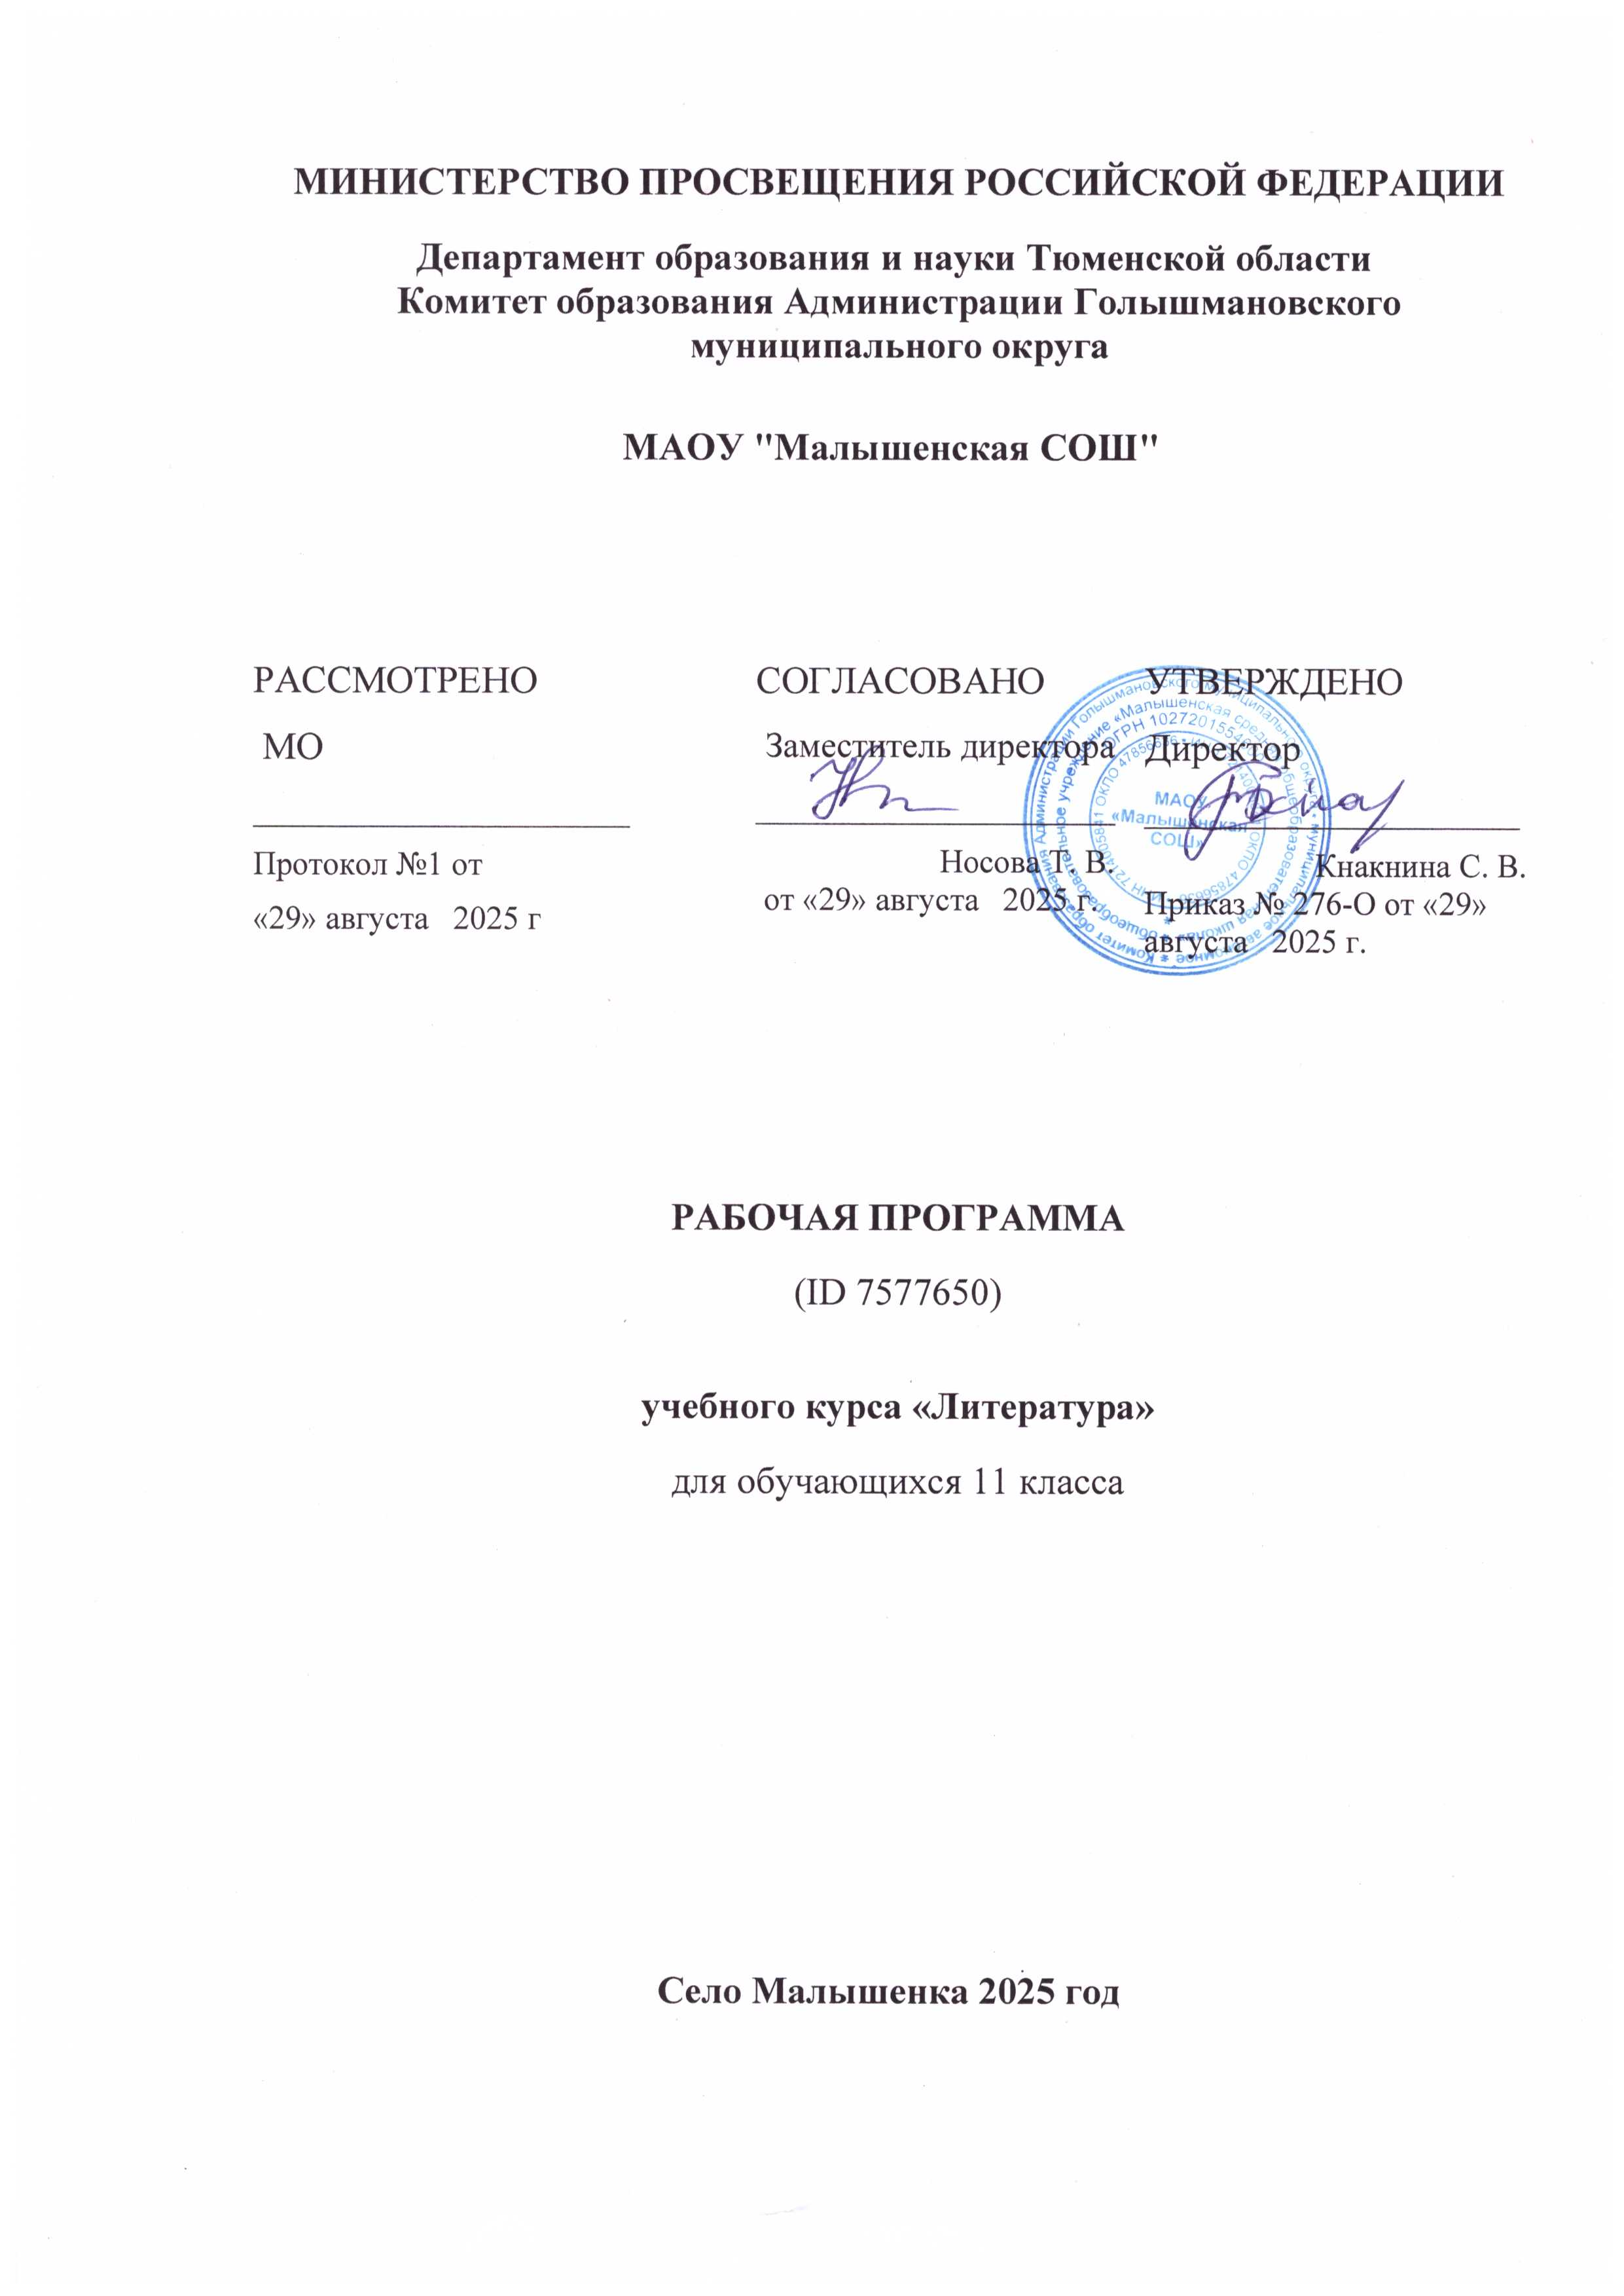 МИНИСТЕРСТВО ПРОСВЕЩЕНИЯ РОССИЙСКОЙ ФЕДЕРАЦИИ
Департамент образования и науки Тюменской области
Комитет образования Администрации Голышмановского
муниципального округа
МАОУ "Малышенская СОШ"
РАССМОТРЕНО
МО
Протокол №1 от
«29» августа 2025 г
СОГЛАСОВАНО
Заместитель директора
Носова Т. В.
от «29» августа 2025 г.
УТВЕРЖДЕНО
Директор
Кнакнина С. В.
Приказ № 276-О от «29»
августа 2025 г.
МАОУ
«Малышенская
СОШ»
РАБОЧАЯ ПРОГРАММА
(ID 7577650)
учебного курса «Литература»
для обучающихся 11 класса
Село Малышенка 2025 год